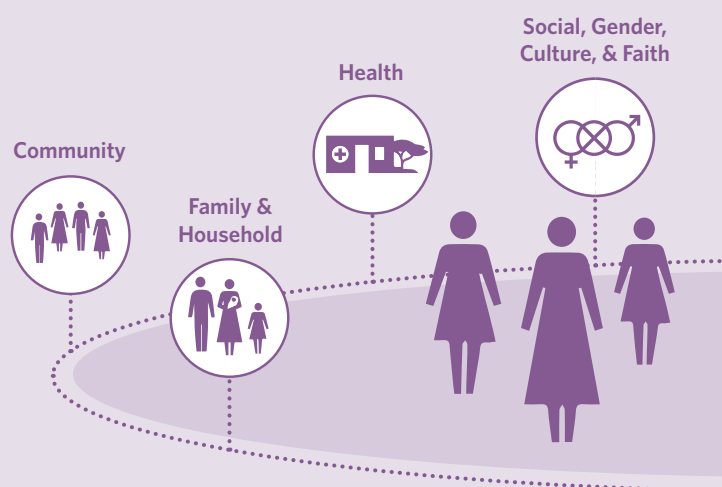 Social, Gender,
Culture, & Faith
Health
Community
Family &
Household